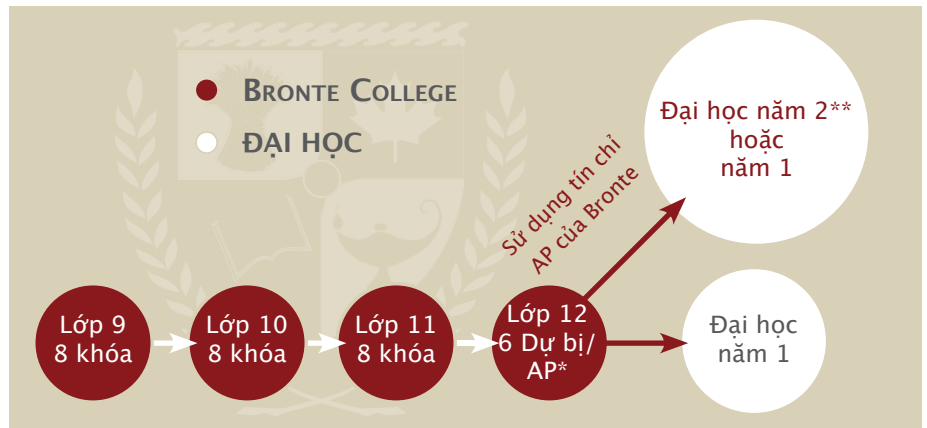 BRONTE COLLEGE
ĐẠI HỌC
Đại học năm 2**
hoặc
năm 1
Sử dụng tín chỉ
AP của Bronte
Lớp 9
8 khóa
Lớp 10
8 khóa
Lớp 11
8 khóa
Lớp 12
6 Dự bị/
AP*
Đại học
năm 1